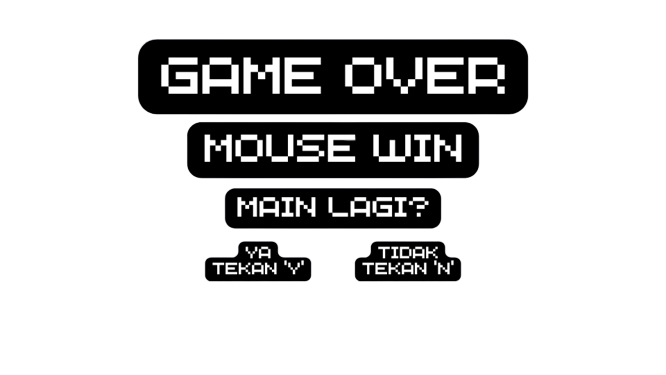 GAME OVER
MOUSE WIN
MAIN LAGI?
YA
TEKAN 'Y'
TIDAK
TEKAN 'N'